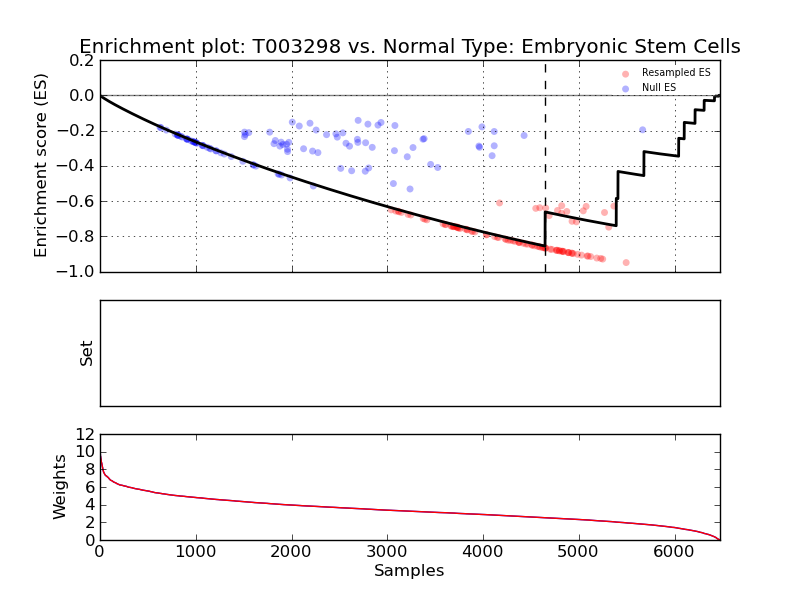 Enrichment plot: T003298 vs. Normal Type: Embryonic Stem Cells
Enrichment score (ES)
0.2
0.0
−0.2
−0.4
−0.6
−0.8
−1.0
Resampled ES
Null ES
Set
Weights
12
10
8
6
4
2
0
0 1000 2000 3000 4000 5000 6000
Samples